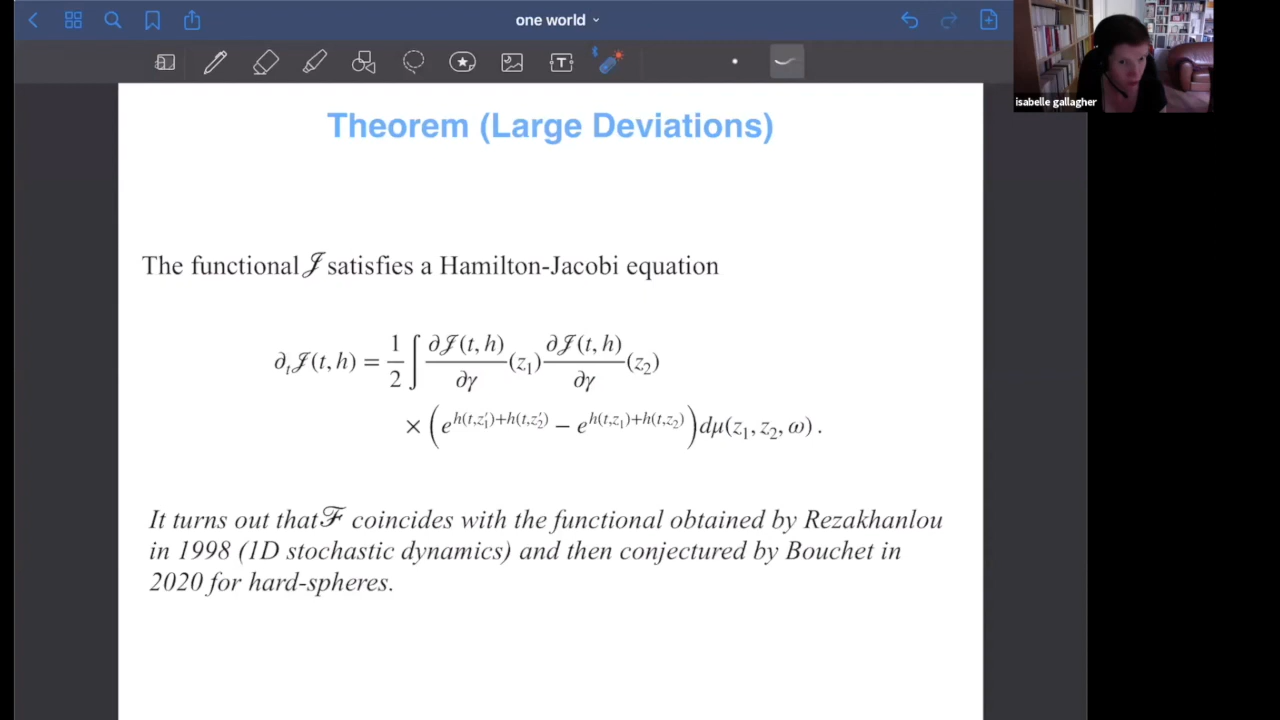 one world
isabelle gallagher
Theorem (Large Deviations)
The functional 𝒥 satisfies a Hamilton-Jacobi equation
∂ₜ𝒥(t, h) = 1/2 ∫ ∂𝒥(t, h)/∂γ (z₁) ∂𝒥(t, h)/∂γ (z₂)
× (e^{h(t,z₁′)+h(t,z₂′)} − e^{h(t,z₁)+h(t,z₂)}) dμ(z₁, z₂, ω) .
It turns out that ℱ coincides with the functional obtained by Rezakhanlou
in 1998 (1D stochastic dynamics) and then conjectured by Bouchet in
2020 for hard-spheres.